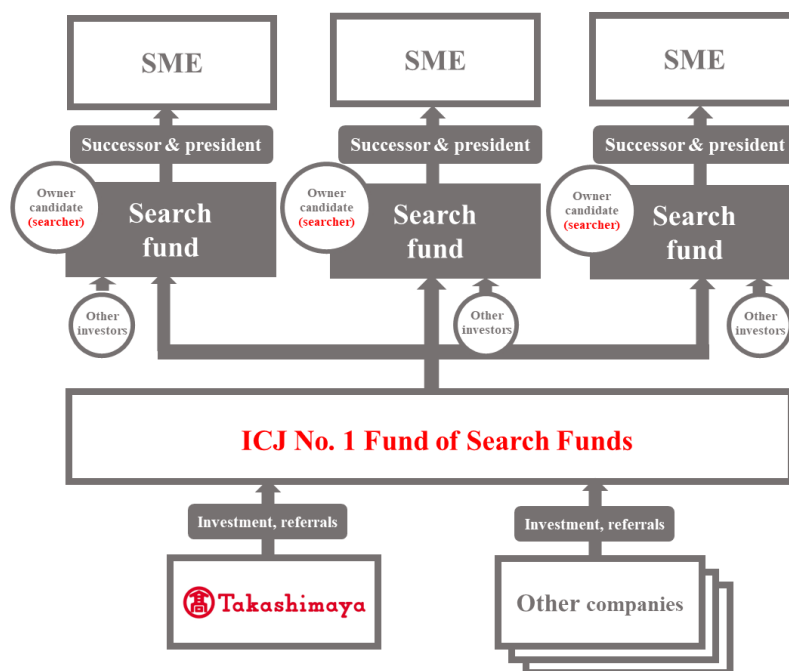 SME
SME
SME
Successor & president
Successor & president
Successor & president
Owner
candidate
(searcher)
Search
fund
Owner
candidate
(searcher)
Search
fund
Owner
candidate
(searcher)
Search
fund
Other
investors
Other
investors
Other
investors
ICJ No. 1 Fund of Search Funds
Investment, referrals
Investment, referrals
髙 Takashimaya
Other companies